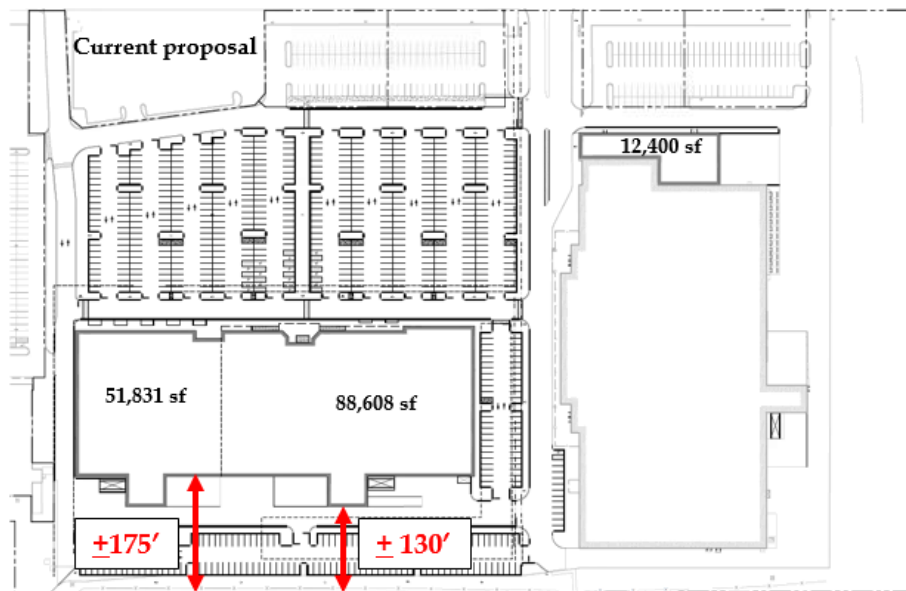 Current proposal
12,400 sf
51,831 sf
88,608 sf
±175′
± 130′